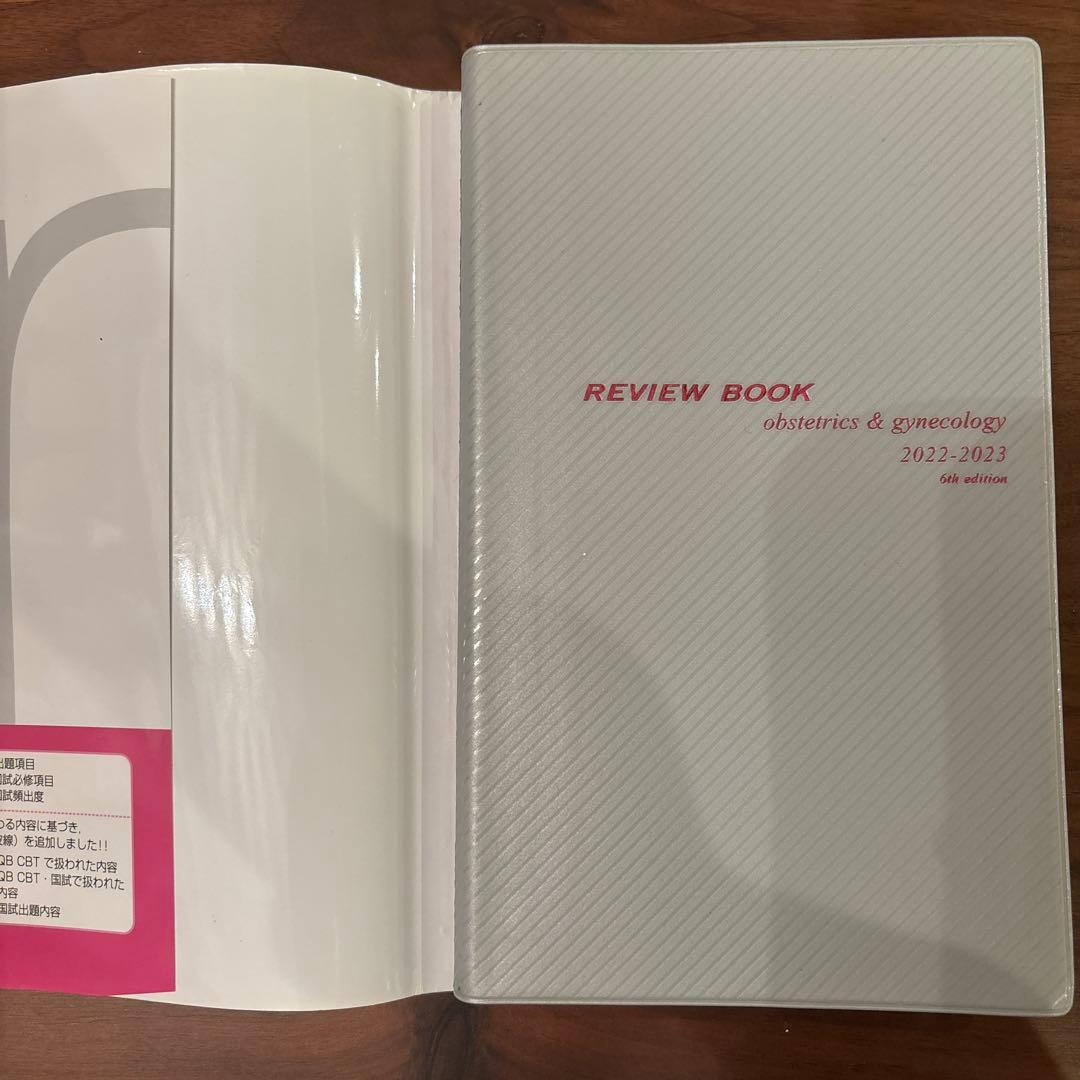 出題項目
国試必修項目
国試頻出度
わる内容に基づき,
線）を追加しました!!
QB CBT で扱われた内容
QB CBT・国試で扱われた
内容
国試出題内容
REVIEW BOOK
obstetrics & gynecology
2022-2023
6th edition